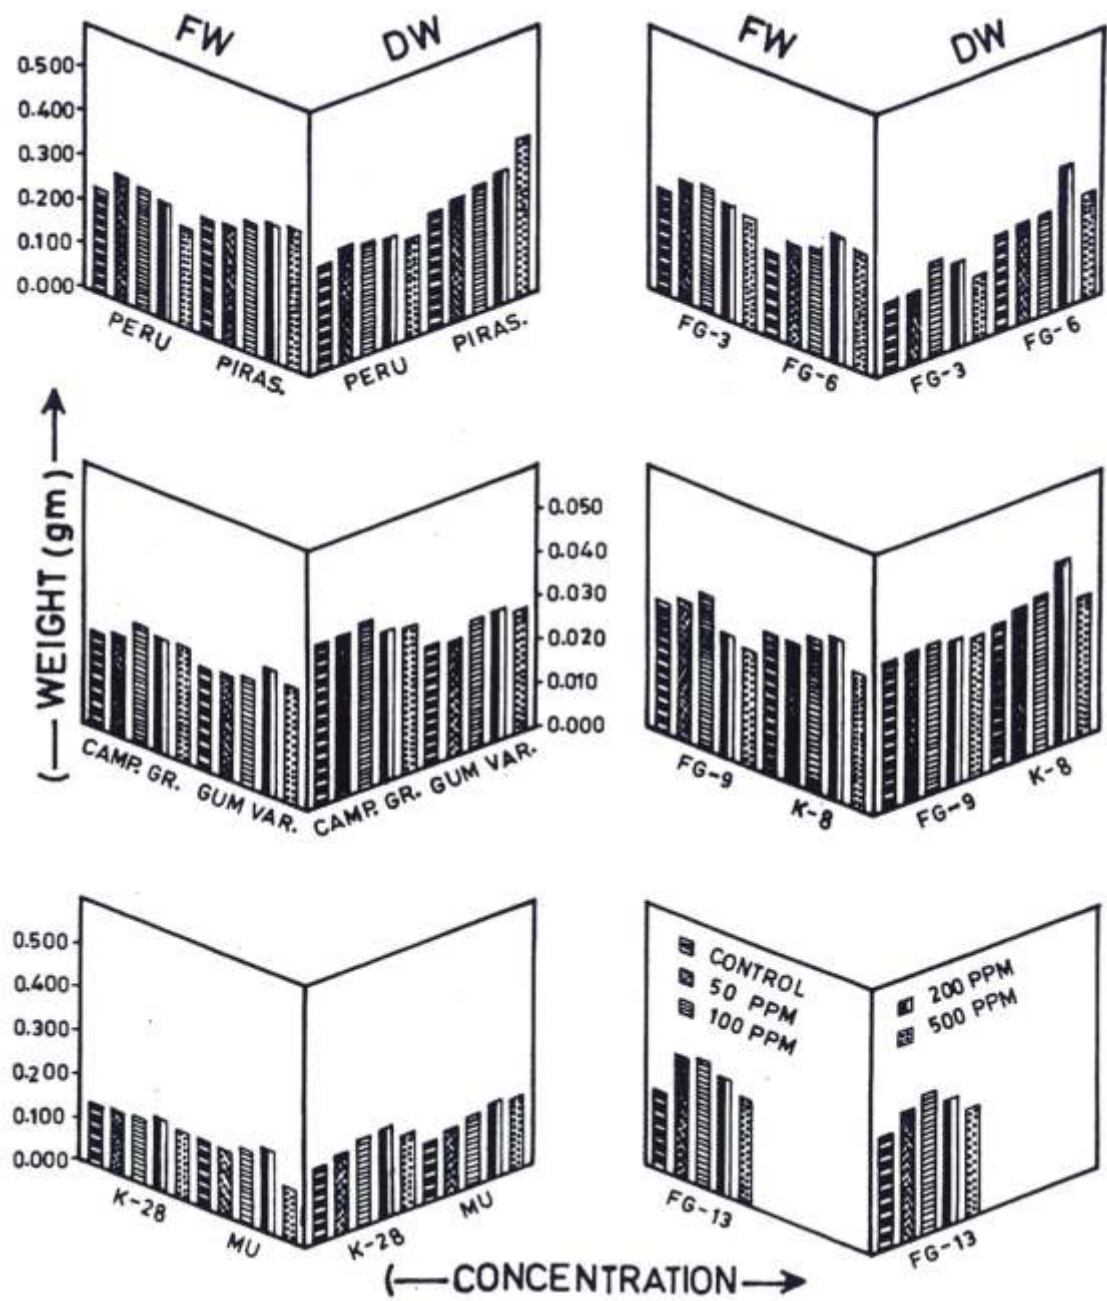 FW DW FW DW
0.500
0.400
0.300
0.200
0.100
0.000
PERU PIRAS. PERU PIRAS.
FG-3 FG-6 FG-3 FG-6
(— WEIGHT (gm) —→
0.050
0.040
0.030
0.020
0.010
0.000
CAMP. GR. GUM VAR. CAMP. GR. GUM VAR.
FG-9 K-8 FG-9 K-8
0.500
0.400
0.300
0.200
0.100
0.000
K-28 MU K-28 MU
CONTROL
50 PPM
100 PPM
200 PPM
500 PPM
FG-13 FG-13
(— CONCENTRATION —→